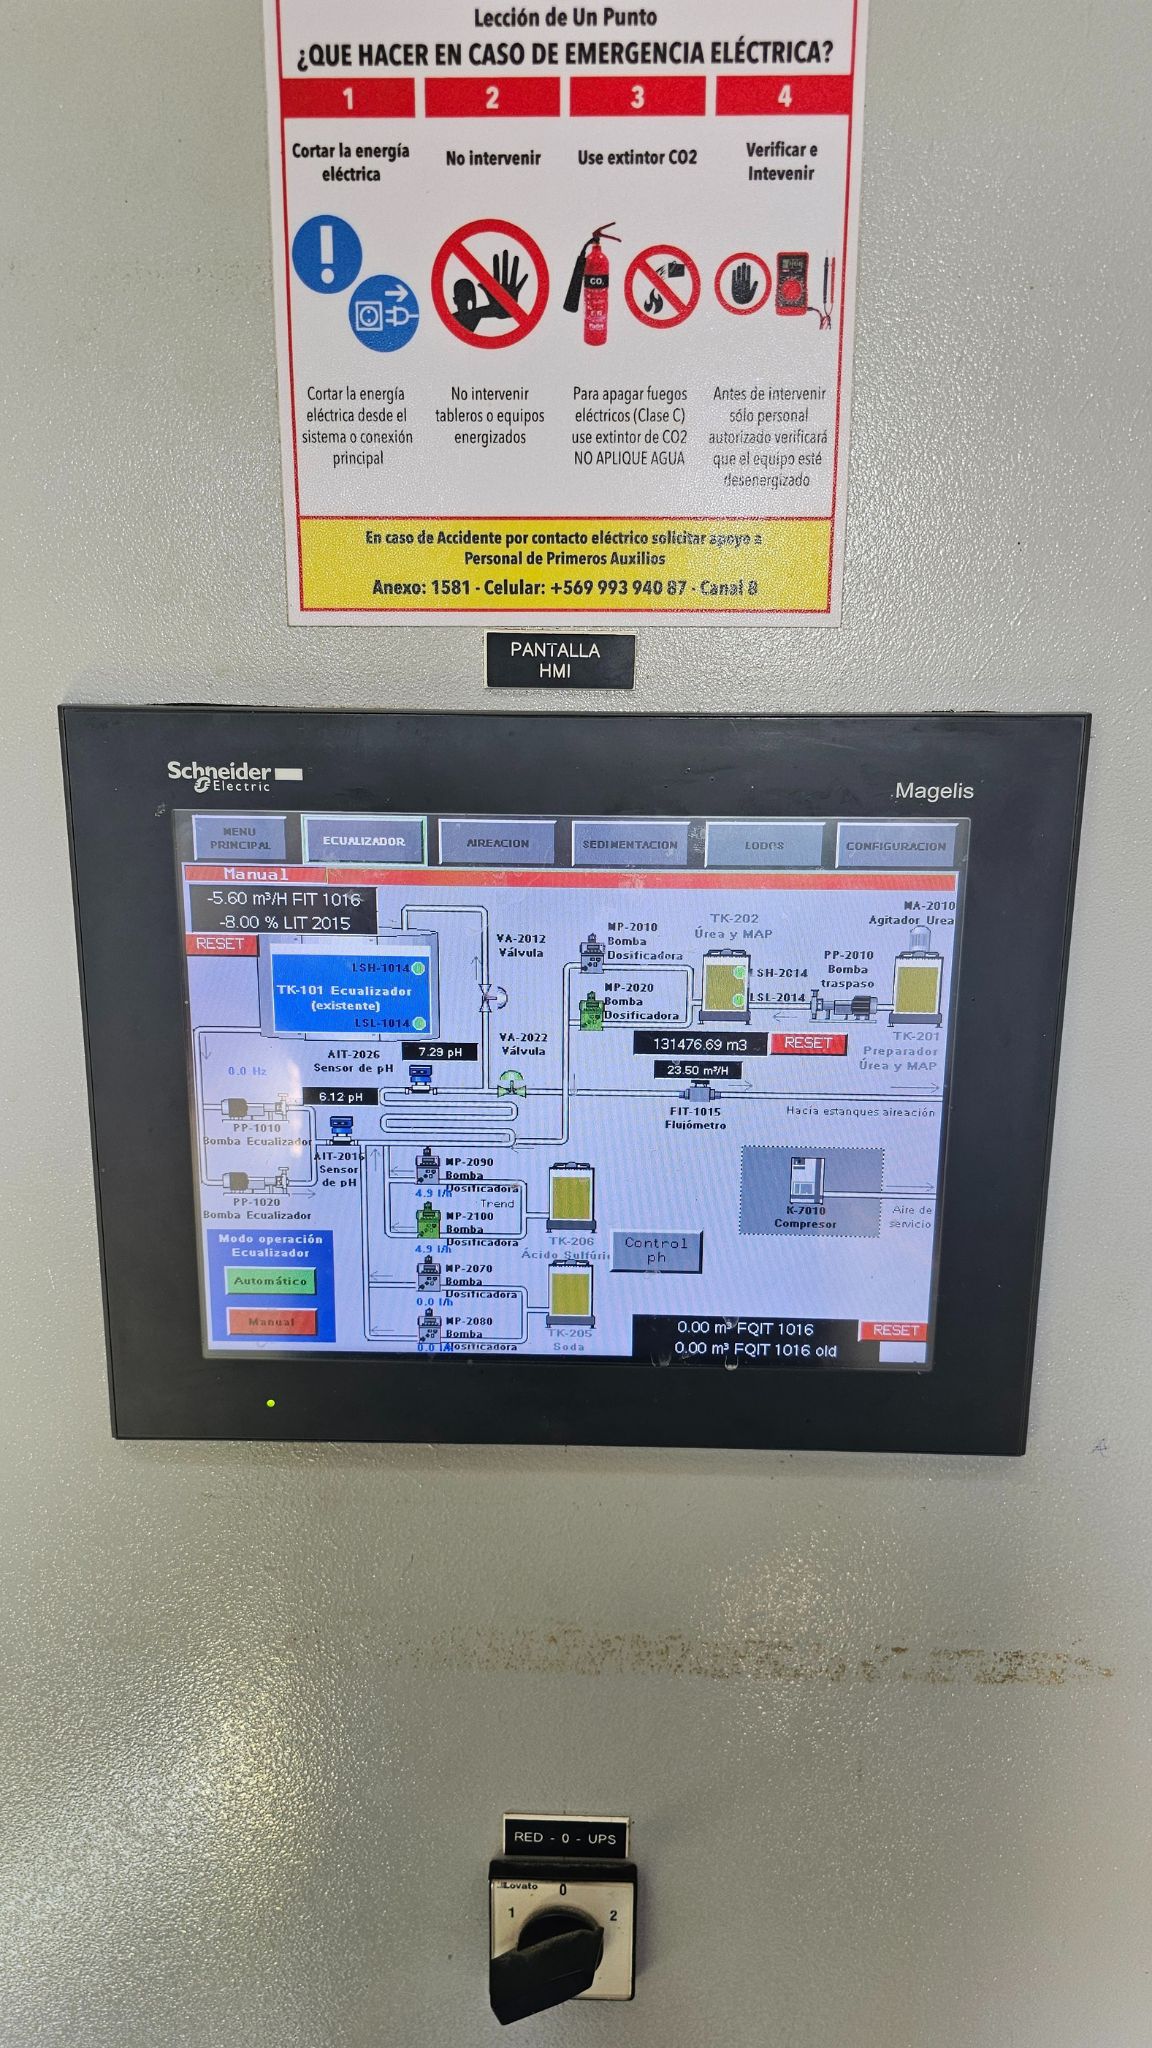 Lección de Un Punto
¿QUE HACER EN CASO DE EMERGENCIA ELÉCTRICA?
1
2
3
4
Cortar la energía
eléctrica
No intervenir
Use extintor CO2
Verificar e
Intevenir
CO₂
Cortar la energía
eléctrica desde el
sistema o conexión
principal
No intervenir
tableros o equipos
energizados
Para apagar fuegos
eléctricos (Clase C)
use extintor de CO2
NO APLIQUE AGUA
Antes de intervenir
sólo personal
autorizado verificará
que el equipo esté
desenergizado
En caso de Accidente por contacto eléctrico solicitar apoyo a
Personal de Primeros Auxilios
Anexo: 1581 - Celular: +569 993 940 87 - Canal 8
PANTALLA
HMI
Schneider
Electric
Magelis
MENU
PRINCIPAL
ECUALIZADOR
AIREACION
SEDIMENTACION
LODOS
CONFIGURACION
Manual
-5.60 m³/H FIT 1016
-8.00 % LIT 2015
RESET
LSH-1014
TK-101 Ecualizador
(existente)
LSL-1014
VA-2012
Válvula
MP-2010
Bomba
Dosificadora
MP-2020
Bomba
Dosificadora
TK-202
Úrea y MAP
LSH-2014
LSL-2014
MA-2010
Agitador Urea
PP-2010
Bomba
traspaso
TK-201
Preparador
Úrea y MAP
131476.69 m3
RESET
23.50 m³/H
FIT-1015
Flujómetro
Hacia estanques aireación
VA-2022
Válvula
AIT-2026
Sensor de pH
7.29 pH
0.0 Hz
6.12 pH
PP-1010
Bomba Ecualizador
AIT-2016
Sensor
de pH
PP-1020
Bomba Ecualizador
MP-2090
Bomba
Dosificadora
4.9 l/h
Trend
MP-2100
Bomba
Dosificadora
4.9 l/h
TK-206
Ácido Sulfúri
MP-2070
Bomba
Dosificadora
0.0 l/h
MP-2080
Bomba
Dosificadora
0.0 l/h
TK-205
Soda
Control
ph
K-7010
Compresor
Aire de
servicio
Modo operación
Ecualizador
Automático
Manual
0.00 m³ FQIT 1016
RESET
0.00 m³ FQIT 1016 old
RED - 0 - UPS
Lovato
0
1
2